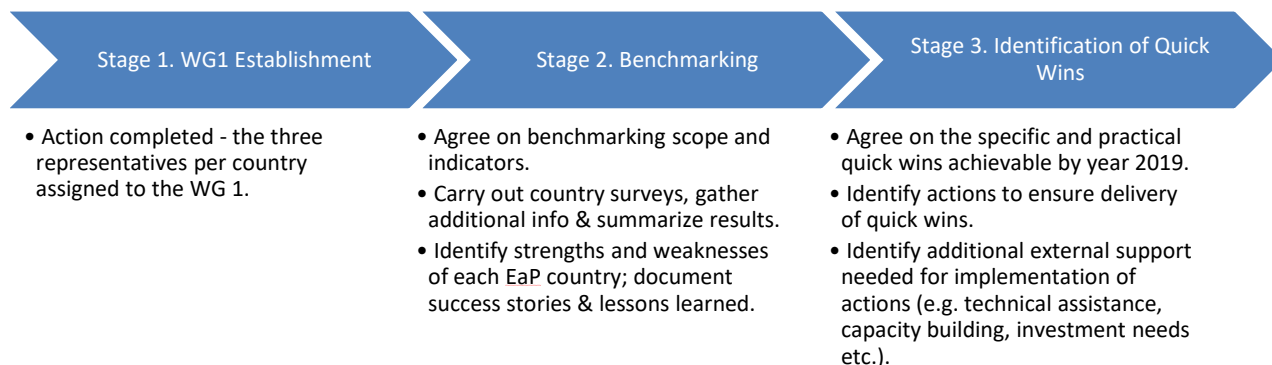 Stage 1. WG1 Establishment
• Action completed - the three
representatives per country
assigned to the WG 1.
Stage 2. Benchmarking
• Agree on benchmarking scope and
indicators.
• Carry out country surveys, gather
additional info & summarize results.
• Identify strengths and weaknesses
of each EaP country; document
success stories & lessons learned.
Stage 3. Identification of Quick
Wins
• Agree on the specific and practical
quick wins achievable by year 2019.
• Identify actions to ensure delivery
of quick wins.
• Identify additional external support
needed for implementation of
actions (e.g. technical assistance,
capacity building, investment needs
etc.).